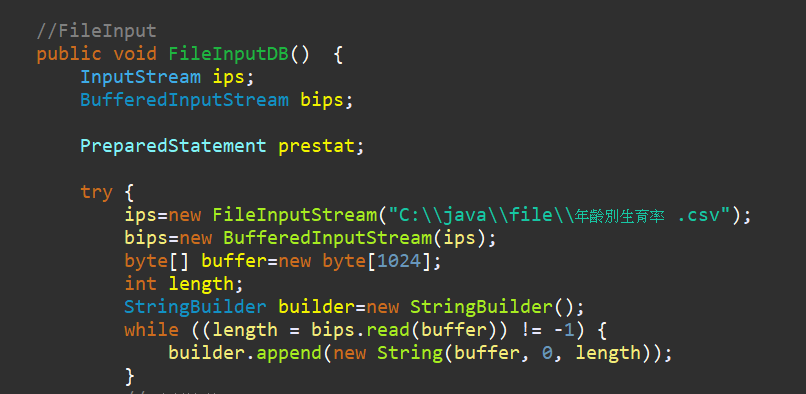 //FileInput
public void FileInputDB()  {
InputStream ips;
BufferedInputStream bips;
PreparedStatement prestat;
try {
ips=new FileInputStream("C:\\java\\file\\年齡別生育率 .csv");
bips=new BufferedInputStream(ips);
byte[] buffer=new byte[1024];
int length;
StringBuilder builder=new StringBuilder();
while ((length = bips.read(buffer)) != -1) {
builder.append(new String(buffer, 0, length));
}